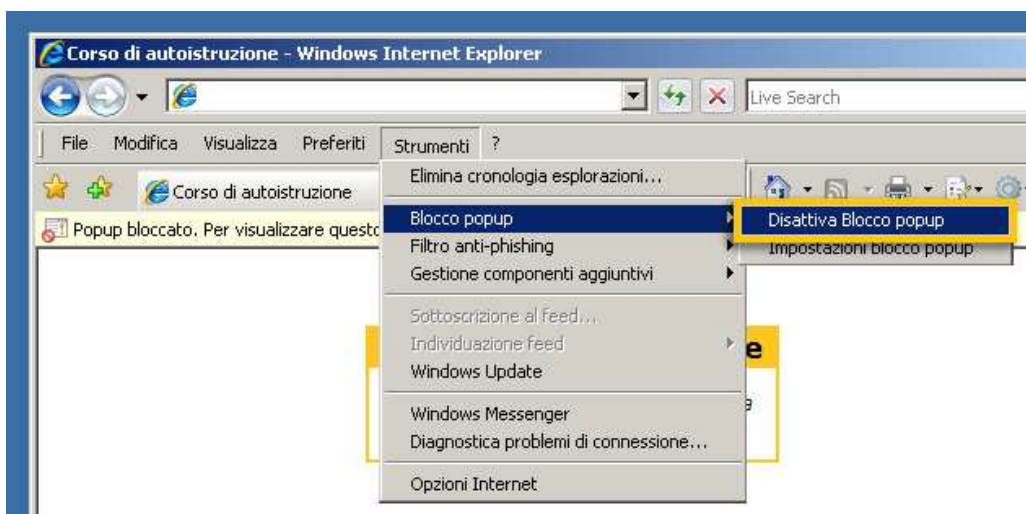 Corso di autoistruzione - Windows Internet Explorer
Live Search
File Modifica Visualizza Preferiti Strumenti ?
Corso di autoistruzione
Popup bloccato. Per visualizzare questo
Elimina cronologia esplorazioni...
Blocco popup
Filtro anti-phishing
Gestione componenti aggiuntivi
Sottoscrizione al feed...
Individuazione feed
Windows Update
Windows Messenger
Diagnostica problemi di connessione...
Opzioni Internet
Disattiva Blocco popup
Impostazioni blocco popup
e
a